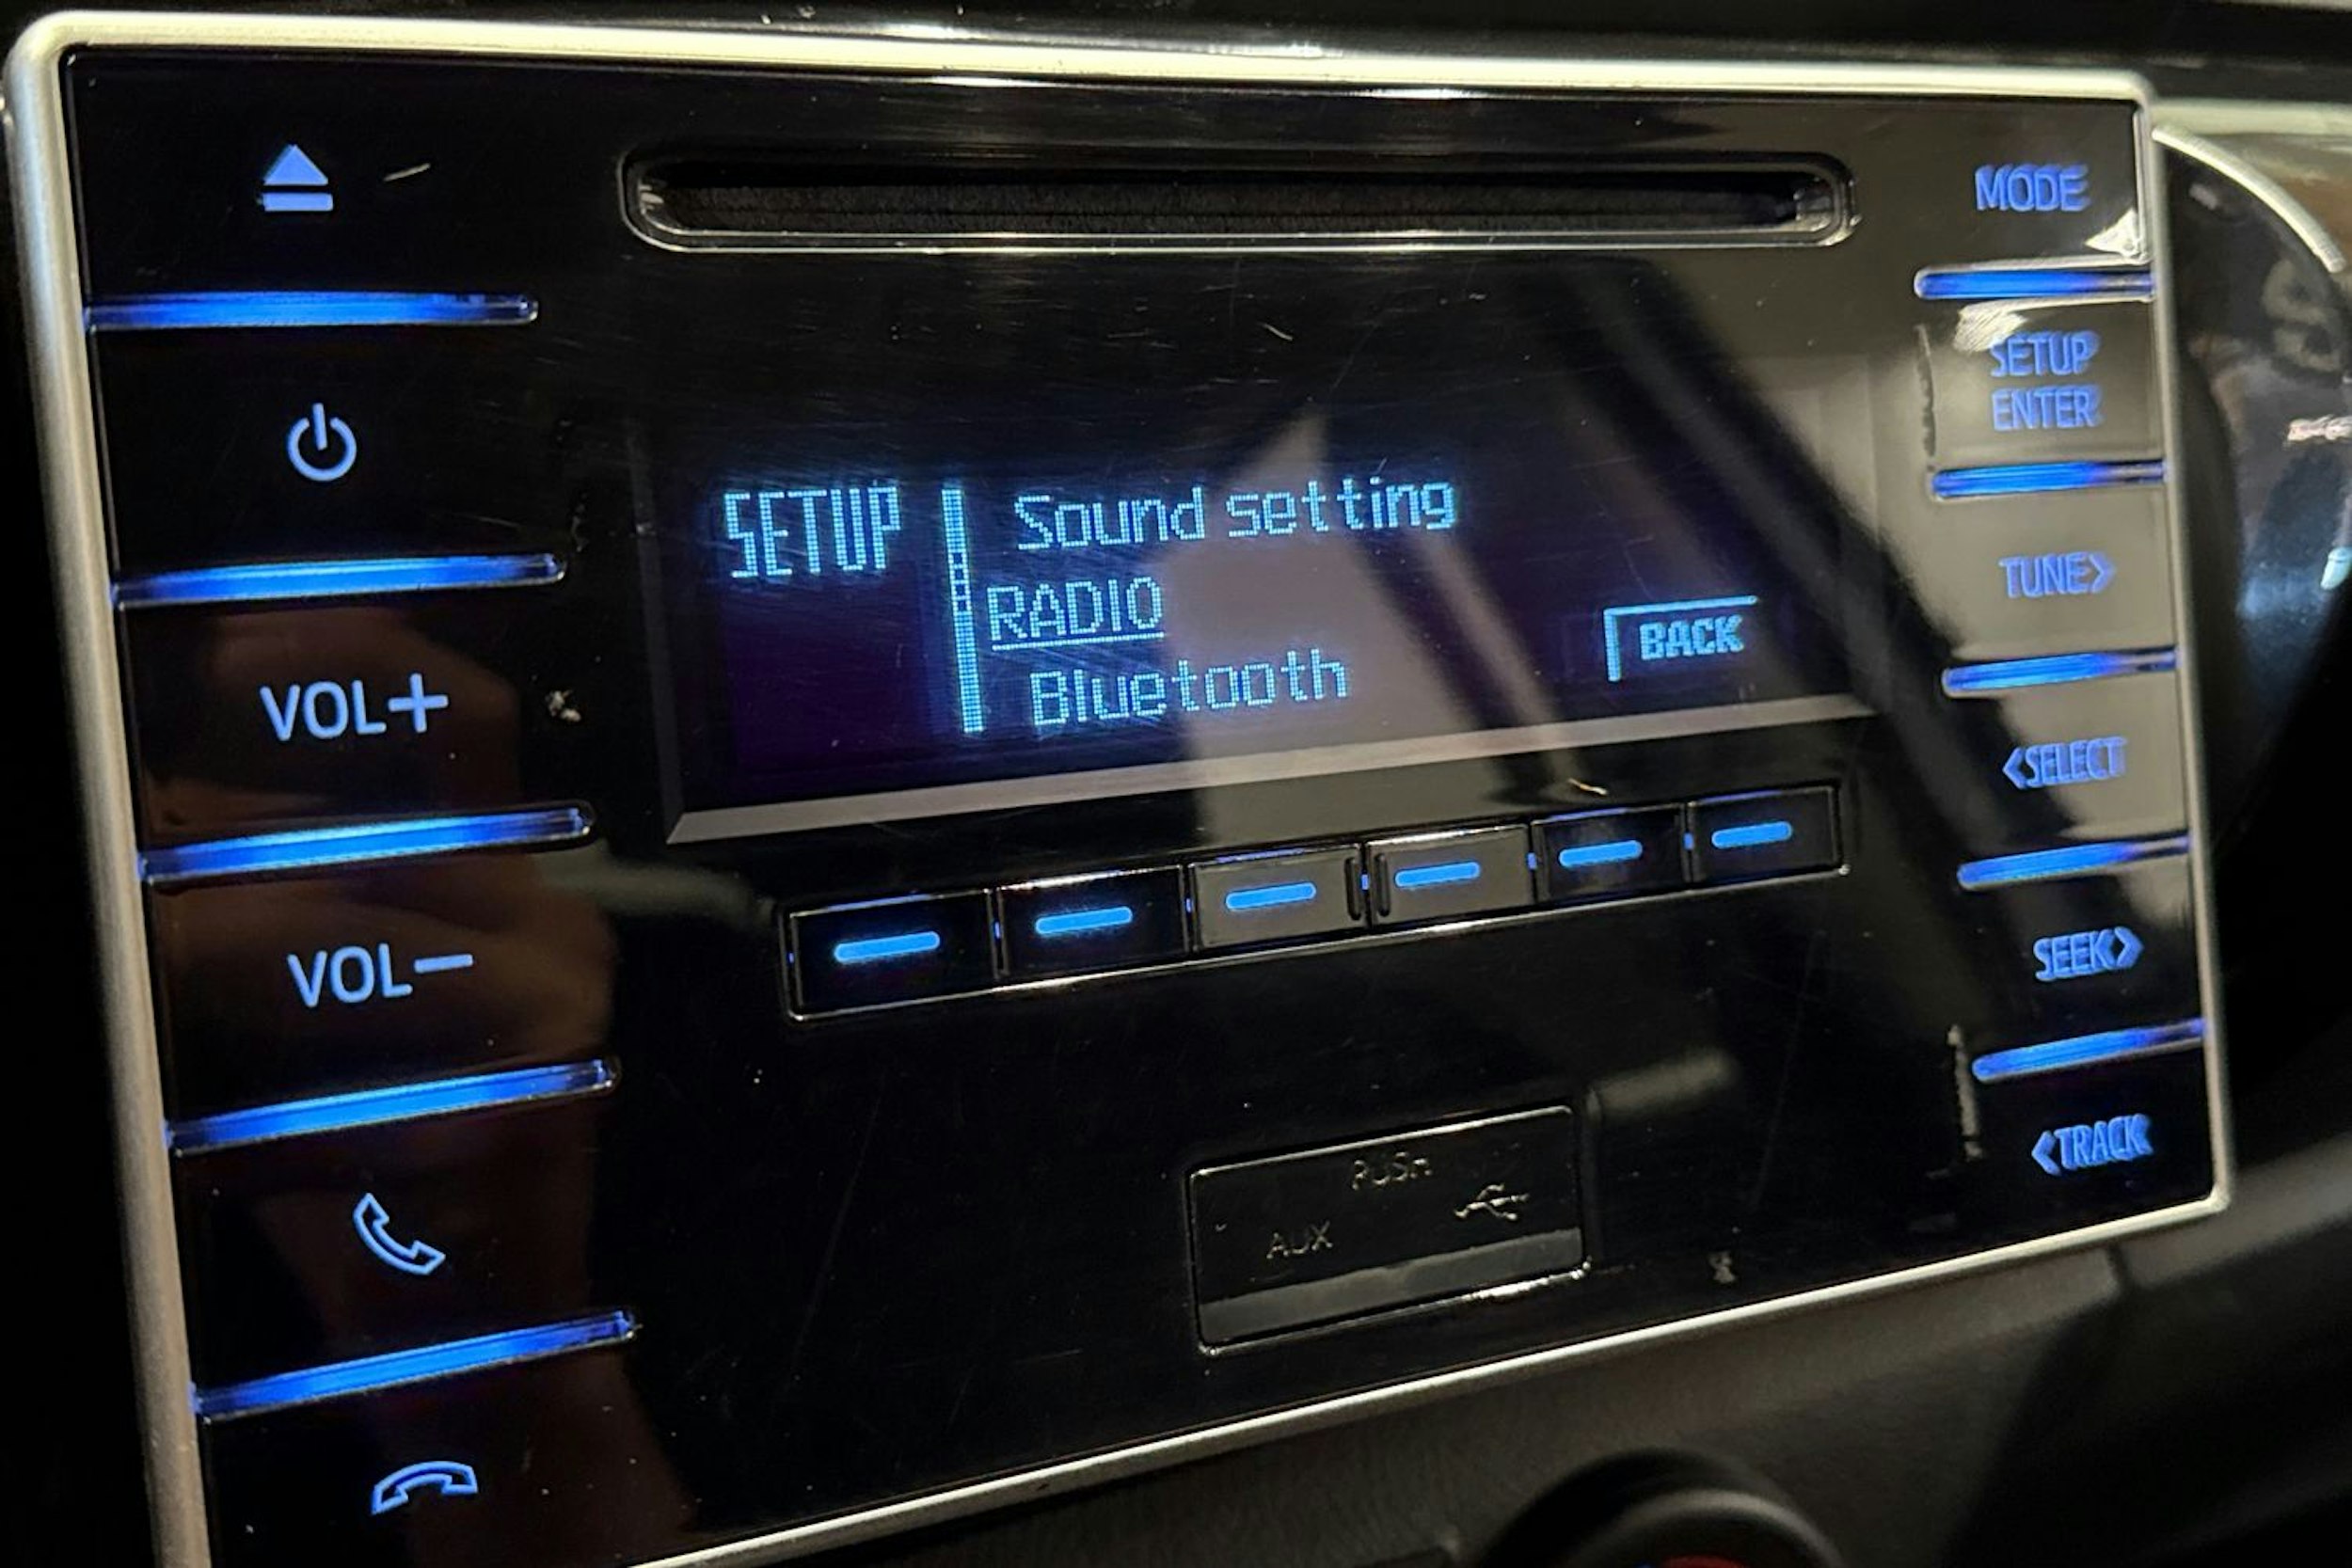 MODE
SETUP
ENTER
SETUP
Sound setting
RADIO
Bluetooth
BACK
TUNE>
VOL+
<SELECT
VOL-
SEEK>
<TRACK
PUSH
AUX